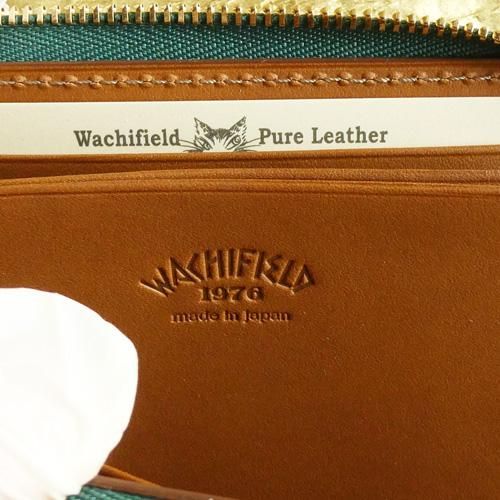 Wachifield Pure Leather
WACHIFIELD
1976
made in Japan